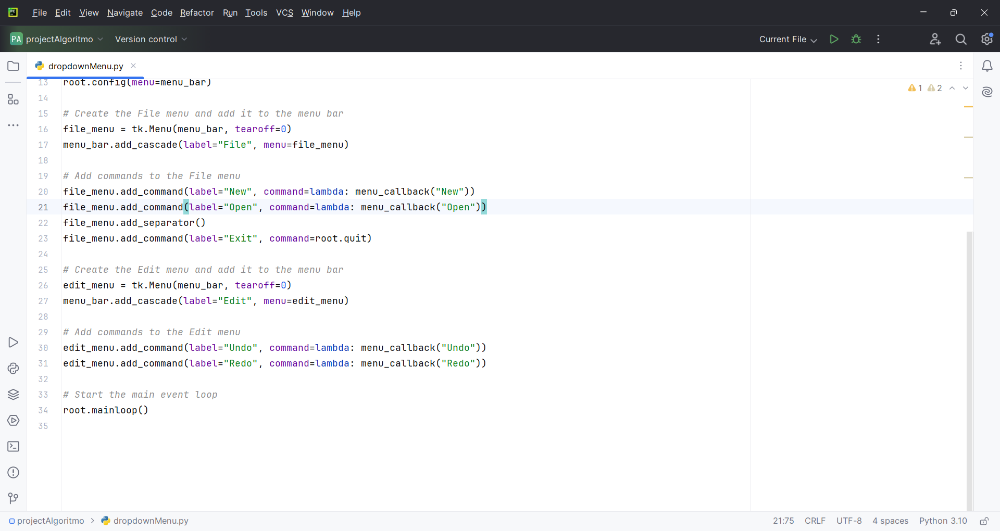 File Edit View Navigate Code Refactor Run Tools VCS Window Help
PA projectAlgoritmo Version control Current File
dropdownMenu.py
13 root.config(menu=menu_bar)
1 2
14
15 # Create the File menu and add it to the menu bar
16 file_menu = tk.Menu(menu_bar, tearoff=0)
17 menu_bar.add_cascade(label="File", menu=file_menu)
18
19 # Add commands to the File menu
20 file_menu.add_command(label="New", command=lambda: menu_callback("New"))
21 file_menu.add_command(label="Open", command=lambda: menu_callback("Open"))
22 file_menu.add_separator()
23 file_menu.add_command(label="Exit", command=root.quit)
24
25 # Create the Edit menu and add it to the menu bar
26 edit_menu = tk.Menu(menu_bar, tearoff=0)
27 menu_bar.add_cascade(label="Edit", menu=edit_menu)
28
29 # Add commands to the Edit menu
30 edit_menu.add_command(label="Undo", command=lambda: menu_callback("Undo"))
31 edit_menu.add_command(label="Redo", command=lambda: menu_callback("Redo"))
32
33 # Start the main event loop
34 root.mainloop()
35
projectAlgoritmo > dropdownMenu.py 21:75 CRLF UTF-8 4 spaces Python 3.10